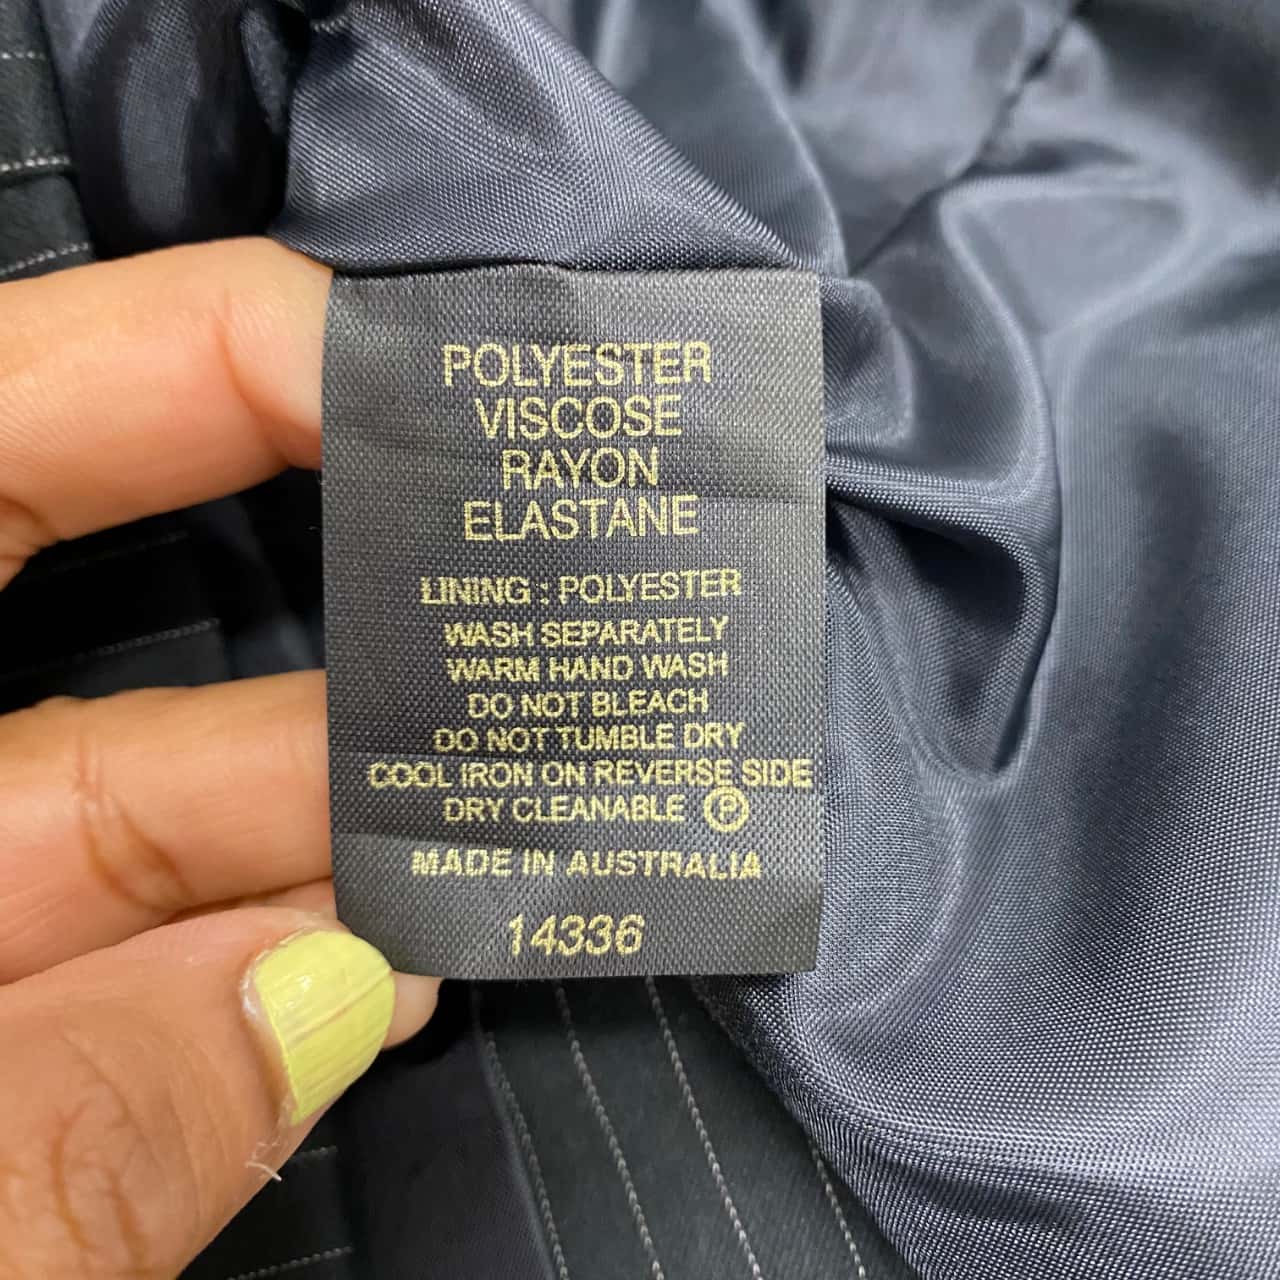 POLYESTER
VISCOSE
RAYON
ELASTANE
LINING : POLYESTER
WASH SEPARATELY
WARM HAND WASH
DO NOT BLEACH
DO NOT TUMBLE DRY
COOL IRON ON REVERSE SIDE
DRY CLEANABLE Ⓟ
MADE IN AUSTRALIA
14336